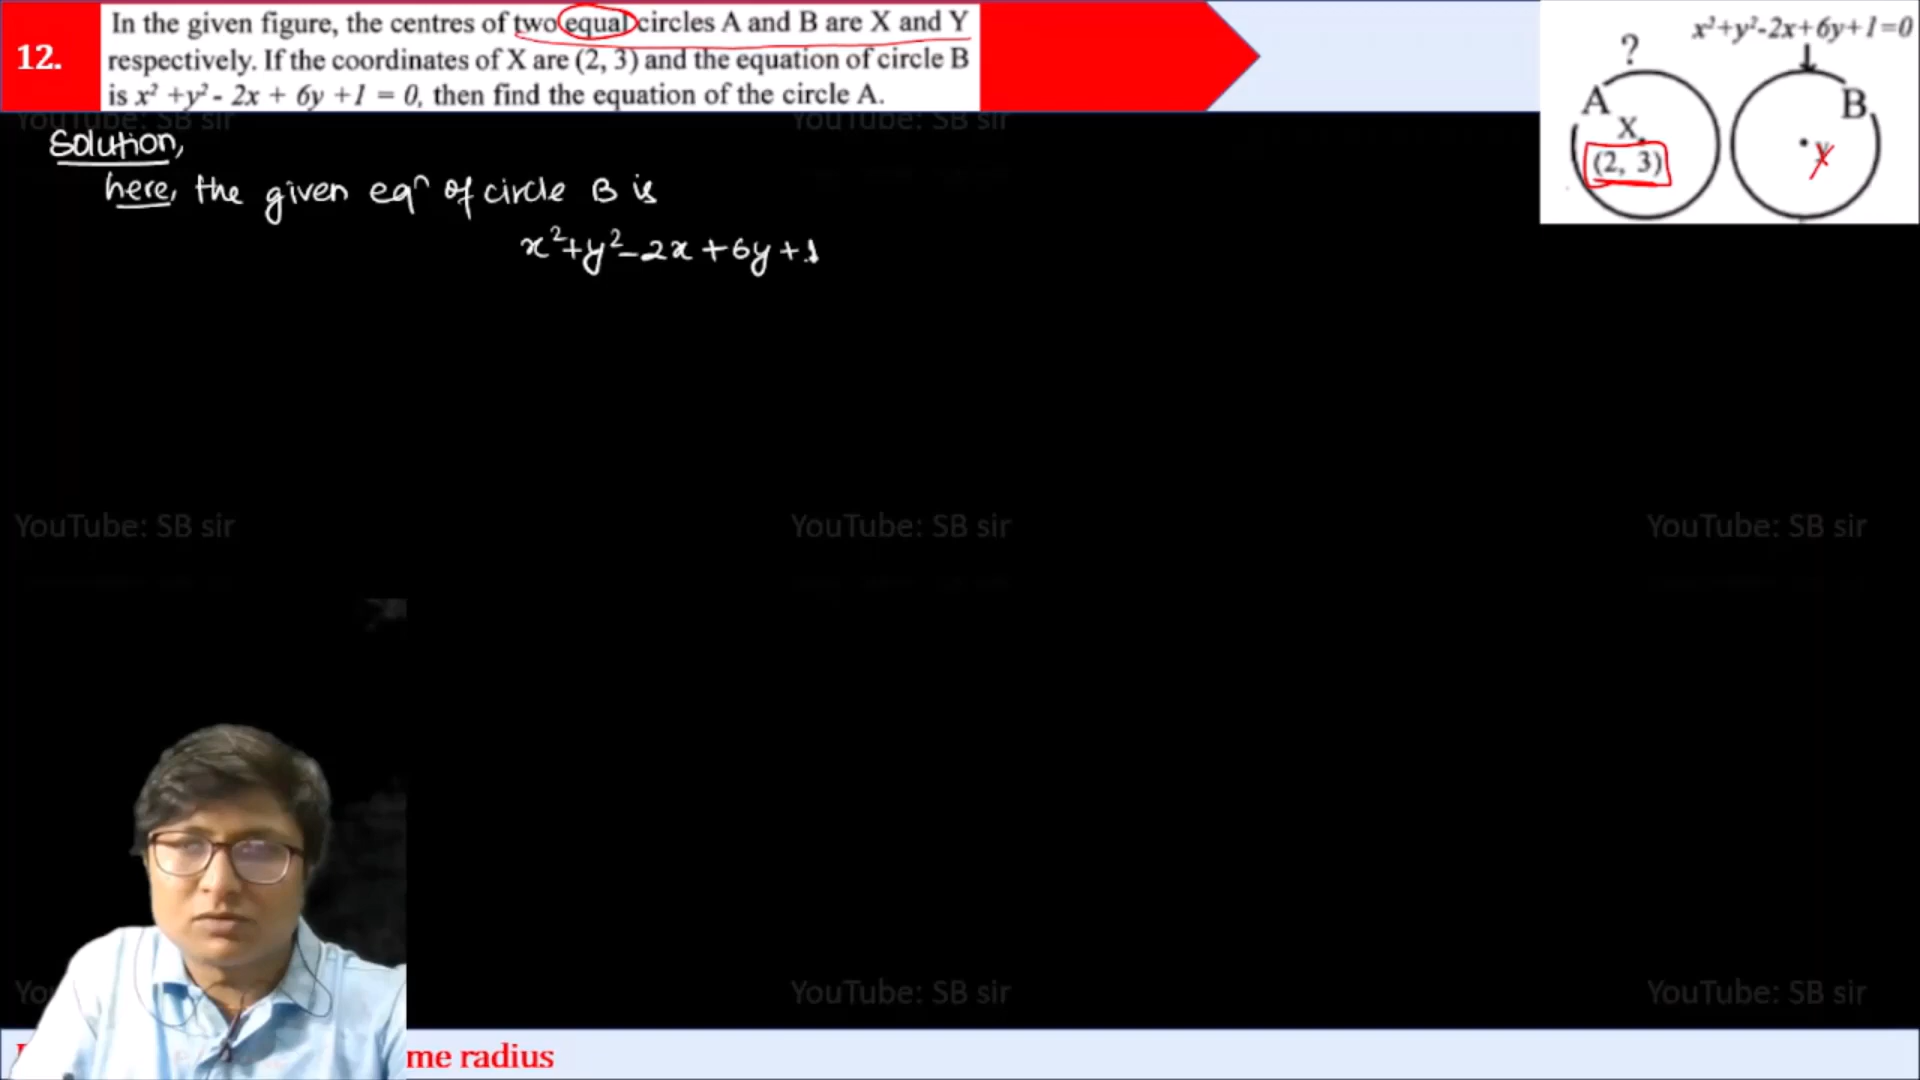 12.
In the given figure, the centres of two equal circles A and B are X and Y
respectively. If the coordinates of X are (2, 3) and the equation of circle B
is x² +y² - 2x + 6y +1 = 0, then find the equation of the circle A.
x²+y²-2x+6y+1=0
?
A
B
X
(2, 3)
Y
YouTube: SB sir
YouTube: SB sir
Solution,
here, the given eqⁿ of circle B is
x²+y²-2x+6y+1
YouTube: SB sir
YouTube: SB sir
YouTube: SB sir
YouTube: SB sir
YouTube: SB sir
me radius